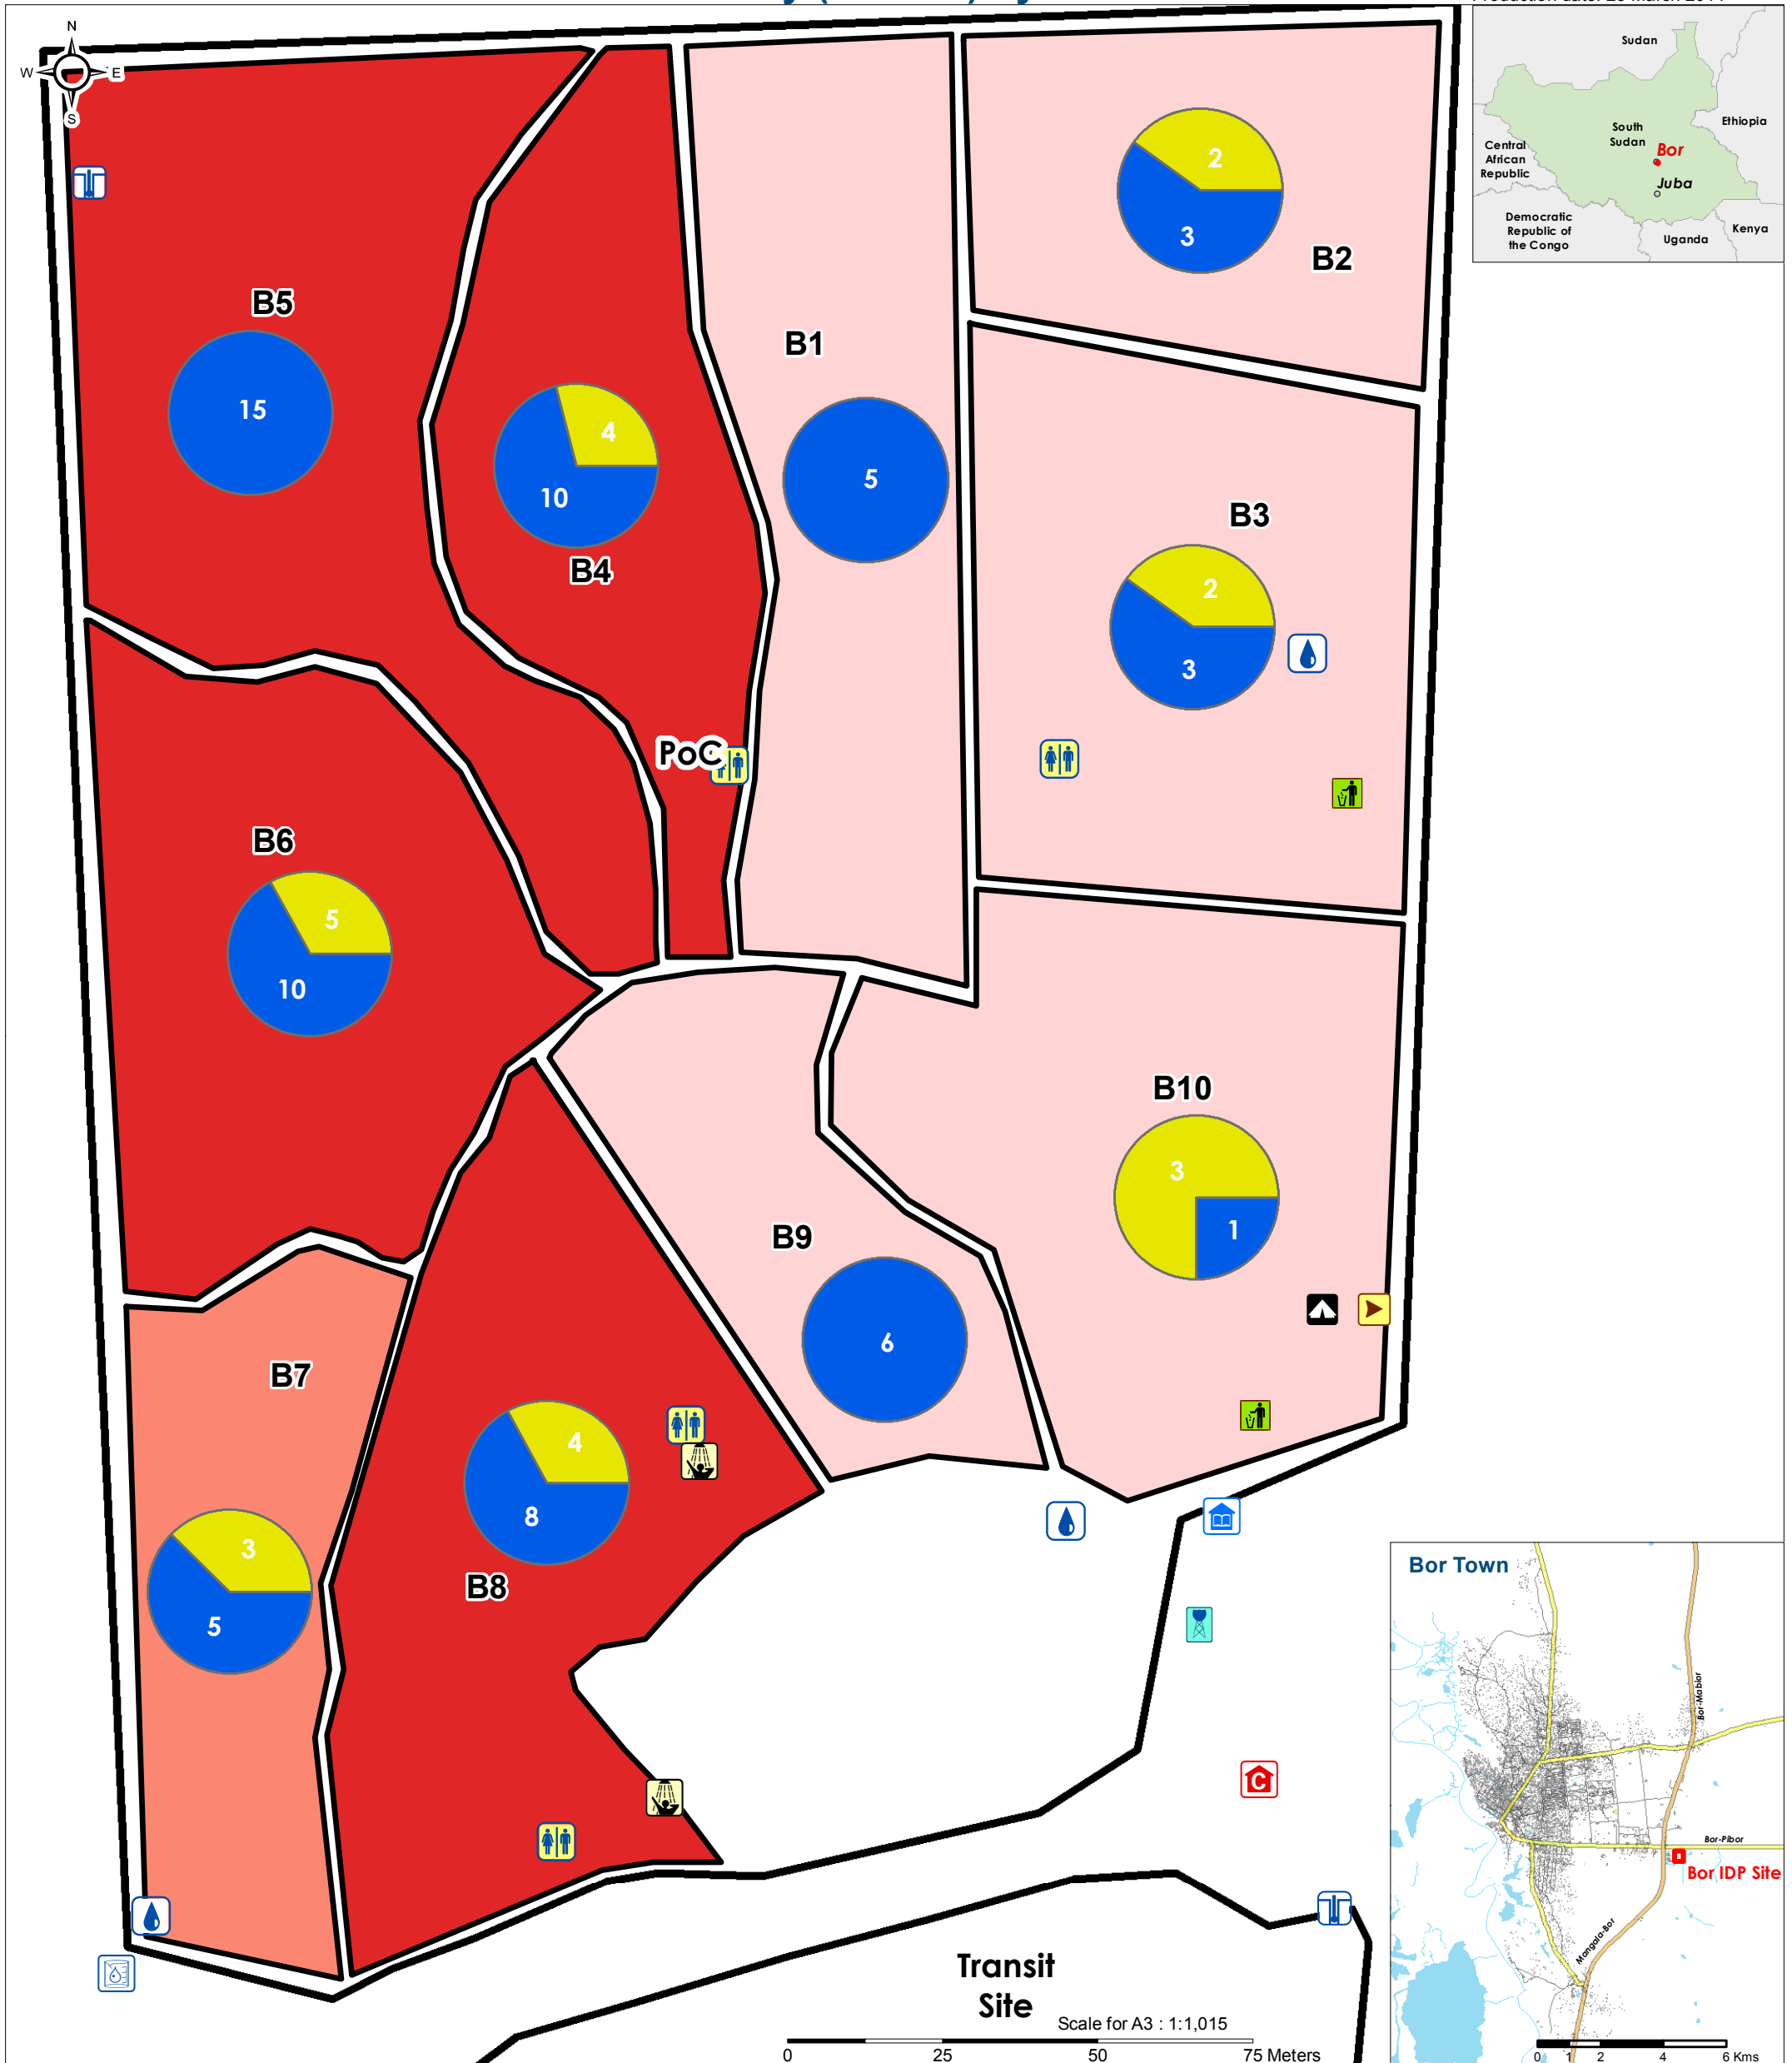 N
W
E
S
Sudan
Ethiopia
South
Sudan
Bor
Juba
Central
African
Republic
Democratic
Republic of
the Congo
Uganda
Kenya
B5
15
4
10
B4
B1
5
2
3
B2
B3
2
3
PoC
B6
5
10
B10
3
1
B9
6
B7
3
5
4
8
B8
C
Transit
Site
Scale for A3 : 1:1,015
0 25 50 75 Meters
Bor Town
Bor-Mabior
Bor-Pibor
Bor IDP Site
Mangala-Bor
0 1 2 4 6 Kms